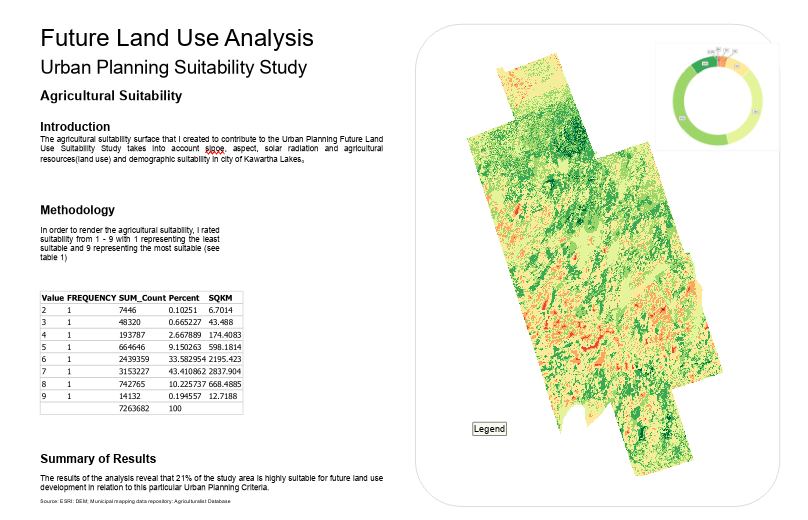 Future Land Use Analysis
Urban Planning Suitability Study
Agricultural Suitability
Introduction
The agricultural suitability surface that I created to contribute to the Urban Planning Future Land
Use Suitability Study takes into account slpoe, aspect, solar radiation and agricultural
resources(land use) and demographic suitability in city of Kawartha Lakes,
Methodology
In order to render the agricultural suitability, I rated
suitability from 1 - 9 with 1 representing the least
suitable and 9 representing the most suitable (see
table 1)
Value FREQUENCY SUM_Count Percent SQKM
2 1 7446 0.10251 6.7014
3 1 48320 0.665227 43.488
4 1 193787 2.667889 174.4083
5 1 664646 9.150263 598.1814
6 1 2439359 33.582954 2195.423
7 1 3153227 43.410862 2837.904
8 1 742765 10.225737 668.4885
9 1 14132 0.194557 12.7188
7263682 100
Legend
Summary of Results
The results of the analysis reveal that 21% of the study area is highly suitable for future land use
development in relation to this particular Urban Planning Criteria.
Source: ESRI: DEM; Municipal mapping data repository: Agriculturalist Database